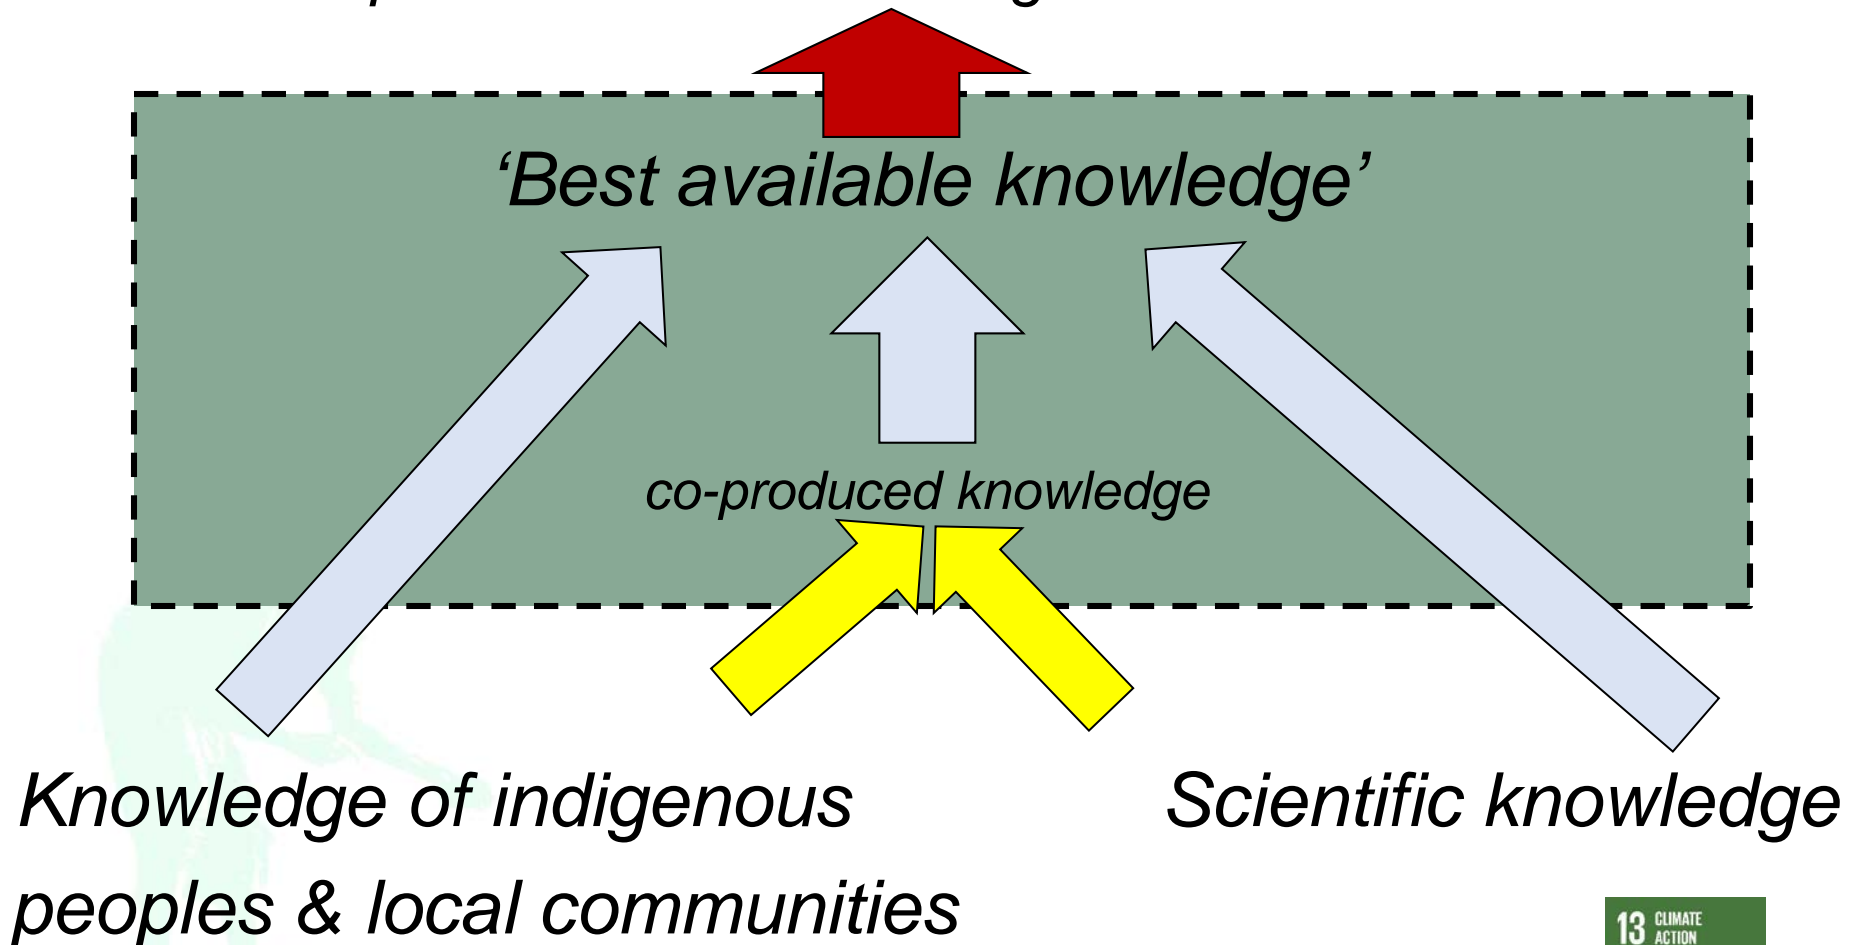 ‘Best available knowledge’
co-produced knowledge
Knowledge of indigenous
peoples & local communities
Scientific knowledge
13 CLIMATE
ACTION